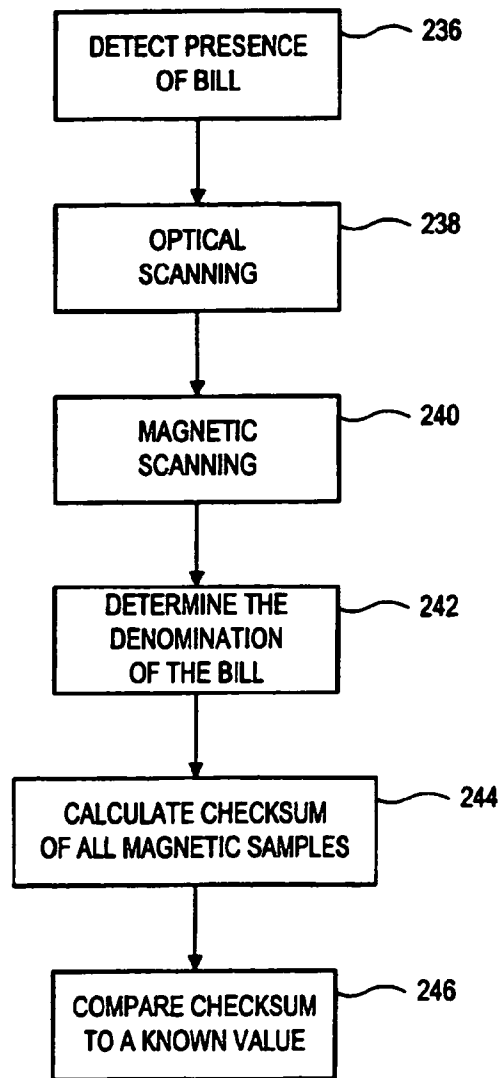 DETECT PRESENCE
OF BILL
236
OPTICAL
SCANNING
238
MAGNETIC
SCANNING
240
DETERMINE THE
DENOMINATION
OF THE BILL
242
CALCULATE CHECKSUM
OF ALL MAGNETIC SAMPLES
244
COMPARE CHECKSUM
TO A KNOWN VALUE
246